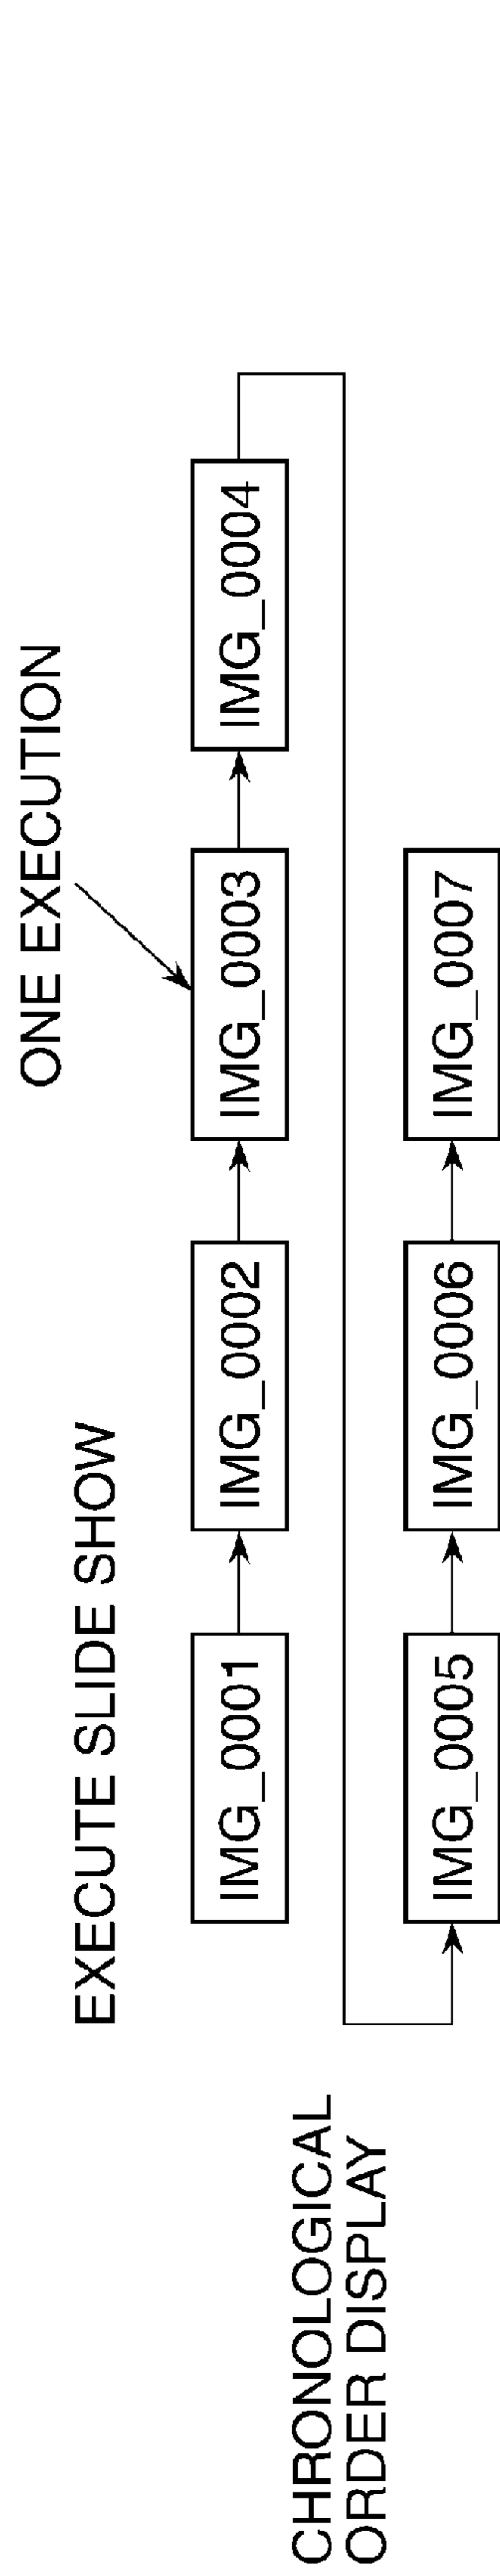 ONE EXECUTION
EXECUTE SLIDE SHOW
IMG_0001
IMG_0002
IMG_0003
IMG_0004
CHRONOLOGICAL
ORDER DISPLAY
IMG_0005
IMG_0006
IMG_0007